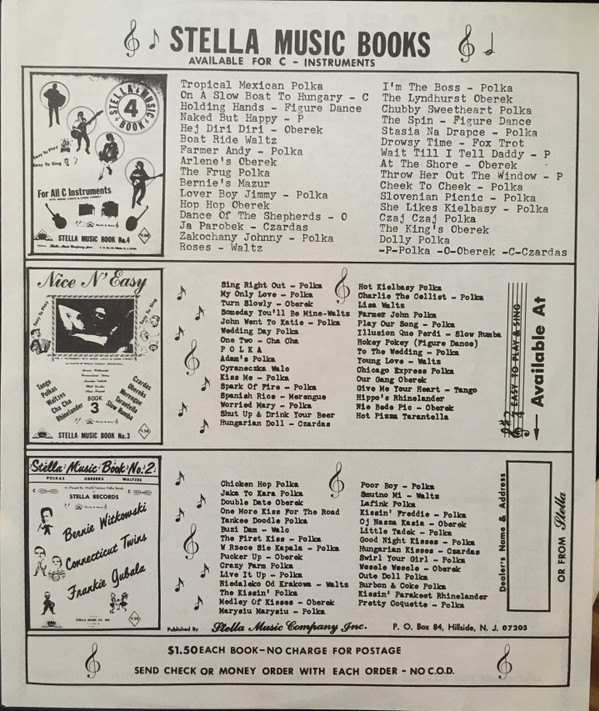 STELLA MUSIC BOOKS
AVAILABLE FOR C - INSTRUMENTS
STELLA'S MUSIC BOOK
4
Easy To Play
Easy To Sing
For All C Instruments
STELLA MUSIC BOOK No.4
Tropical Mexican Polka
On A Slow Boat To Hungary - C
Holding Hands - Figure Dance
Naked But Happy - P
Hej Diri Diri - Oberek
Boat Ride Waltz
Farmer Andy - Polka
Arlene's Oberek
The Frug Polka
Bernie's Mazur
Lover Boy Jimmy - Polka
Hop Hop Oberek
Dance Of The Shepherds - O
Ja Parobek - Czardas
Zakochany Johnny - Polka
Roses - Waltz
I'm The Boss - Polka
The Lyndhurst Oberek
Chubby Sweetheart Polka
The Spin - Figure Dance
Stasia Na Drapce - Polka
Drowsy Time - Fox Trot
Wait Till I Tell Daddy - P
At The Shore - Oberek
Throw Her Out The Window - P
Cheek To Cheek - Polka
Slovenian Picnic - Polka
She Likes Kielbasy - Polka
Czaj Czaj Polka
The King's Oberek
Dolly Polka
-P-Polka -O-Oberek -C-Czardas
Nice N' Easy
Tango
Polkas
Waltzes
Cha Cha
Rhinelander
BOOK
3
Czardas
Obereks
Merengue
Tarantella
Slow Rumba
STELLA MUSIC BOOK No.3
Sing Right Out - Polka
My Only Love - Polka
Turn Slowly - Oberek
Someday You'll Be Mine-Waltz
John Went To Katie - Polka
Wedding Day Polka
One Two - Cha Cha
P O L K A
Adam's Polka
Cyraneczka Walc
Kiss Me - Polka
Spark Of Fire - Polka
Spanish Rice - Merengue
Worried Mary - Polka
Shut Up & Drink Your Beer
Hungarian Doll - Czardas
Hot Kielbasy Polka
Charlie The Cellist - Polka
Lisa Waltz
Farmer John Polka
Play Our Song - Polka
Illusion Que Perdi - Slow Rumba
Hokey Pokey (Figure Dance)
To The Wedding - Polka
Young Love - Waltz
Chicago Express Polka
Our Gang Oberek
Give Me Your Heart - Tango
Hippo's Rhinelander
Nie Bede Pic - Oberek
Hot Pizza Tarantella
EASY TO PLAY & SING
Available At
Stella Music Book No. 2
POLKAS OBEREKS WALTZES
STELLA RECORDS
Bernie Witkowski
Connecticut Twins
Frankie Gubala
Chicken Hop Polka
Jaka To Kara Polka
Double Date Oberek
One More Kiss For The Road
Yankee Doodle Polka
Buzi Dam - Walc
The First Kiss - Polka
W Rzece Sie Kapala - Polka
Pucker Up - Oberek
Crazy Farm Polka
Live It Up - Polka
Niedaleko Od Krakowa - Waltz
The Kissin' Polka
Medley Of Kisses - Oberek
Marysiu Marysiu - Polka
Poor Boy - Polka
Smutno Mi - Waltz
Lafink Polka
Kissin' Freddie - Polka
Oj Nasza Kasia - Oberek
Little Tadek - Polka
Good Night Kisses - Polka
Hungarian Kisses - Czardas
Swirl Your Girl - Polka
Wesele Wesele - Oberek
Cute Doll Polka
Burbon & Coke Polka
Kissin' Parakeet Rhinelander
Pretty Coquette - Polka
Dealer's Name & Address
OR FROM Stella
Published By Stella Music Company Inc. P. O. Box 84, Hillside, N. J. 07205
$1.50 EACH BOOK-NO CHARGE FOR POSTAGE
SEND CHECK OR MONEY ORDER WITH EACH ORDER - NO C.O.D.